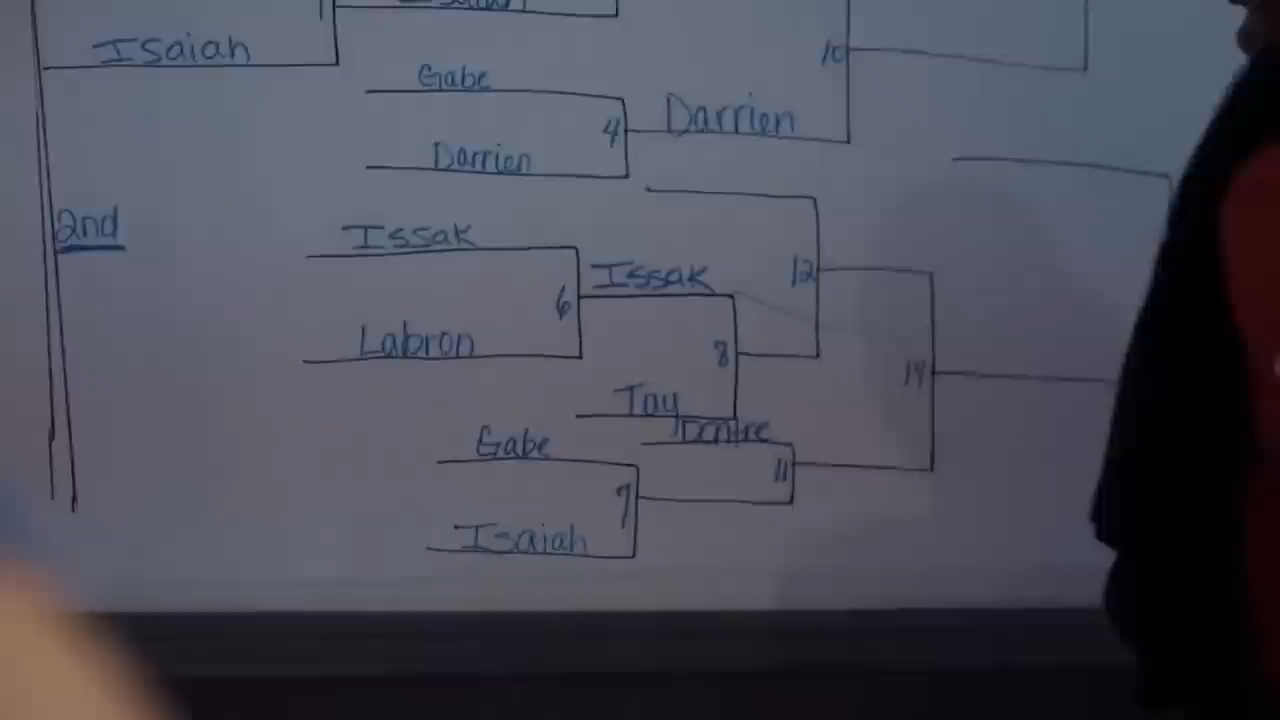 Isaiah
Gabe
10
4
Darrien
Darrien
2nd
Issak
Issak
12
6
Labron
8
14
Tay
Gabe
11
7
Isaiah